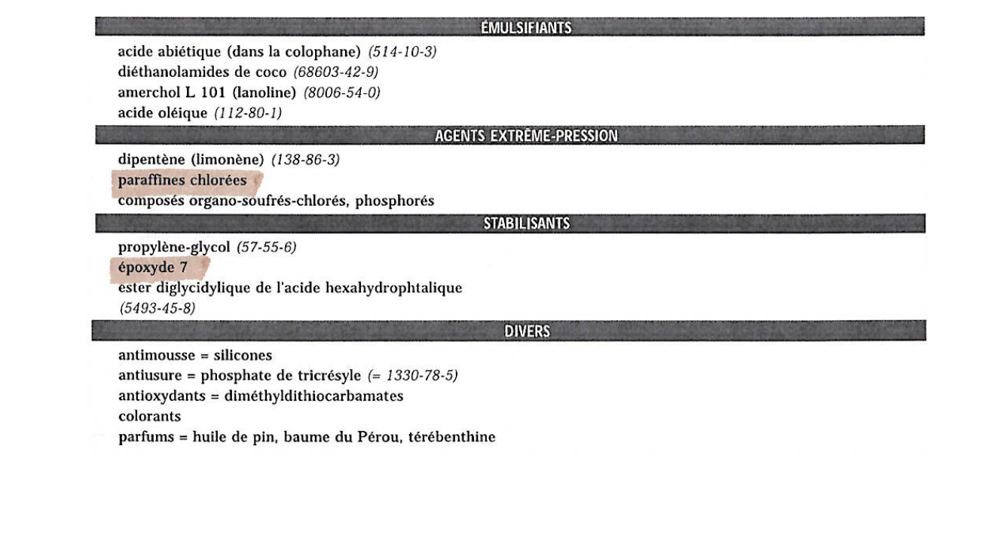 ÉMULSIFIANTS
acide abiétique (dans la colophane) (514-10-3)
diéthanolamides de coco (68603-42-9)
amerchol L 101 (lanoline) (8006-54-0)
acide oléique (112-80-1)
AGENTS EXTRÊME-PRESSION
dipentène (limonène) (138-86-3)
paraffines chlorées
composés organo-soufrés-chlorés, phosphorés
STABILISANTS
propylène-glycol (57-55-6)
époxyde 7
ester diglycidylique de l'acide hexahydrophtalique
(5493-45-8)
DIVERS
antimousse = silicones
antiusure = phosphate de tricrésyle (= 1330-78-5)
antioxydants = diméthyldithiocarbamates
colorants
parfums = huile de pin, baume du Pérou, térébenthine